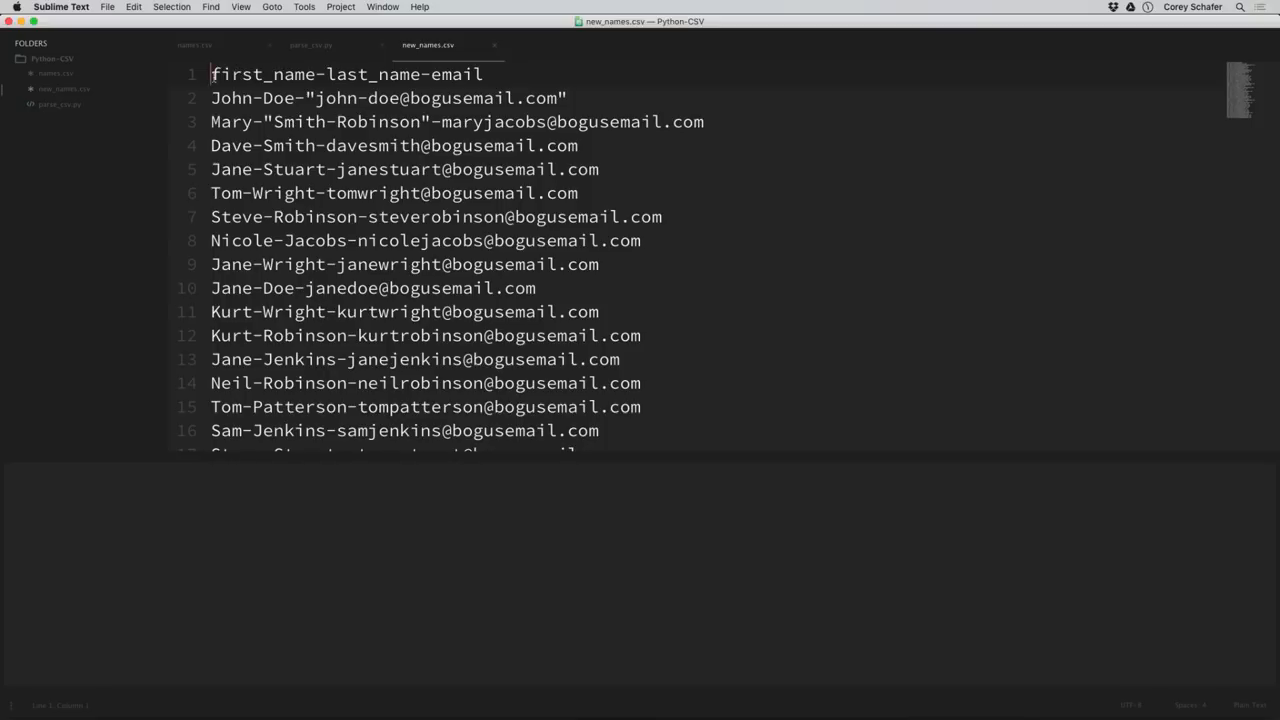 Sublime Text File Edit Selection Find View Goto Tools Project Window Help Corey Schafer
new_names.csv — Python-CSV
FOLDERS
Python-CSV
names.csv
new_names.csv
parse_csv.py
names.csv parse_csv.py new_names.csv
1 first_name-last_name-email
2 John-Doe-"john-doe@bogusemail.com"
3 Mary-"Smith-Robinson"-maryjacobs@bogusemail.com
4 Dave-Smith-davesmith@bogusemail.com
5 Jane-Stuart-janestuart@bogusemail.com
6 Tom-Wright-tomwright@bogusemail.com
7 Steve-Robinson-steverobinson@bogusemail.com
8 Nicole-Jacobs-nicolejacobs@bogusemail.com
9 Jane-Wright-janewright@bogusemail.com
10 Jane-Doe-janedoe@bogusemail.com
11 Kurt-Wright-kurtwright@bogusemail.com
12 Kurt-Robinson-kurtrobinson@bogusemail.com
13 Jane-Jenkins-janejenkins@bogusemail.com
14 Neil-Robinson-neilrobinson@bogusemail.com
15 Tom-Patterson-tompatterson@bogusemail.com
16 Sam-Jenkins-samjenkins@bogusemail.com
Line 1, Column 1 UTF-8 Spaces: 4 Plain Text